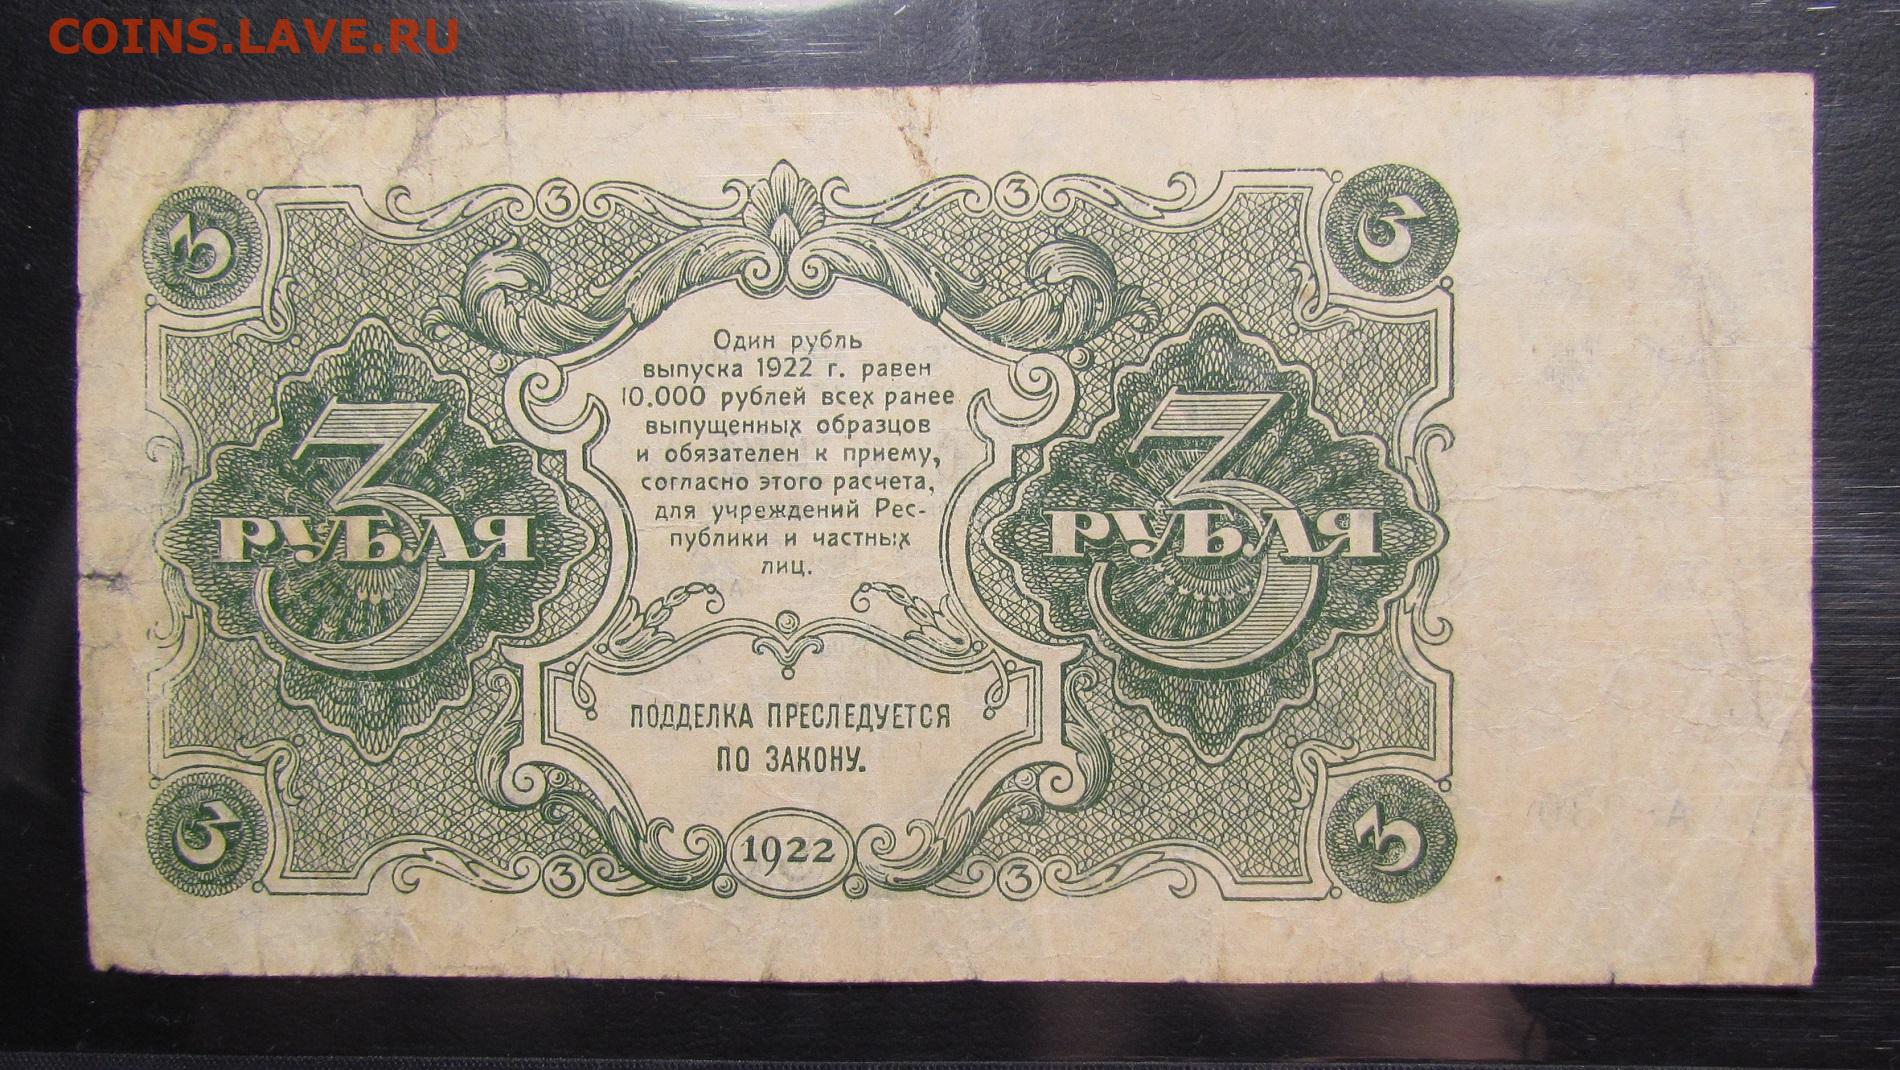 COINS.LAVE.RU
3
3
3
3
Один рубль
выпуска 1922 г. равен
10.000 рублей всех ранее
выпущенных образцов
и обязателен к приему,
согласно этого расчета,
для учреждений Рес-
публики и частных
лиц.
3
РУБЛЯ
3
РУБЛЯ
ПОДДЕЛКА ПРЕСЛЕДУЕТСЯ
ПО ЗАКОНУ.
3
3
1922
3
3